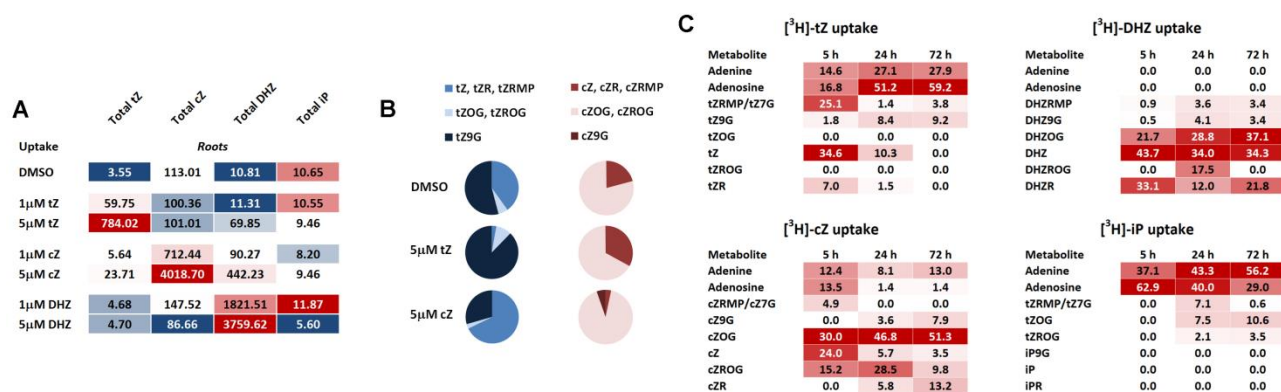 A
Total tZ
Total cZ
Total DHZ
Total iP
Uptake Roots
DMSO 3.55 113.01 10.81 10.65
1μM tZ 59.75 100.36 11.31 10.55
5μM tZ 784.02 101.01 69.85 9.46
1μM cZ 5.64 712.44 90.27 8.20
5μM cZ 23.71 4018.70 442.23 9.46
1μM DHZ 4.68 147.52 1821.51 11.87
5μM DHZ 4.70 86.66 3759.62 5.60
B
tZ, tZR, tZRMP
tZOG, tZROG
tZ9G
cZ, cZR, cZRMP
cZOG, cZROG
cZ9G
DMSO
5μM tZ
5μM cZ
C
[³H]-tZ uptake
Metabolite 5 h 24 h 72 h
Adenine 14.6 27.1 27.9
Adenosine 16.8 51.2 59.2
tZRMP/tZ7G 25.1 1.4 3.8
tZ9G 1.8 8.4 9.2
tZOG 0.0 0.0 0.0
tZ 34.6 10.3 0.0
tZROG 0.0 0.0 0.0
tZR 7.0 1.5 0.0
[³H]-DHZ uptake
Metabolite 5 h 24 h 72 h
Adenine 0.0 0.0 0.0
Adenosine 0.0 0.0 0.0
DHZRMP 0.9 3.6 3.4
DHZ9G 0.5 4.1 3.4
DHZOG 21.7 28.8 37.1
DHZ 43.7 34.0 34.3
DHZROG 0.0 17.5 0.0
DHZR 33.1 12.0 21.8
[³H]-cZ uptake
Metabolite 5 h 24 h 72 h
Adenine 12.4 8.1 13.0
Adenosine 13.5 1.4 1.4
cZRMP/cZ7G 4.9 0.0 0.0
cZ9G 0.0 3.6 7.9
cZOG 30.0 46.8 51.3
cZ 24.0 5.7 3.5
cZROG 15.2 28.5 9.8
cZR 0.0 5.8 13.2
[³H]-iP uptake
Metabolite 5 h 24 h 72 h
Adenine 37.1 43.3 56.2
Adenosine 62.9 40.0 29.0
tZRMP/tZ7G 0.0 7.1 0.6
tZOG 0.0 7.5 10.6
tZROG 0.0 2.1 3.5
iP9G 0.0 0.0 0.0
iP 0.0 0.0 0.0
iPR 0.0 0.0 0.0